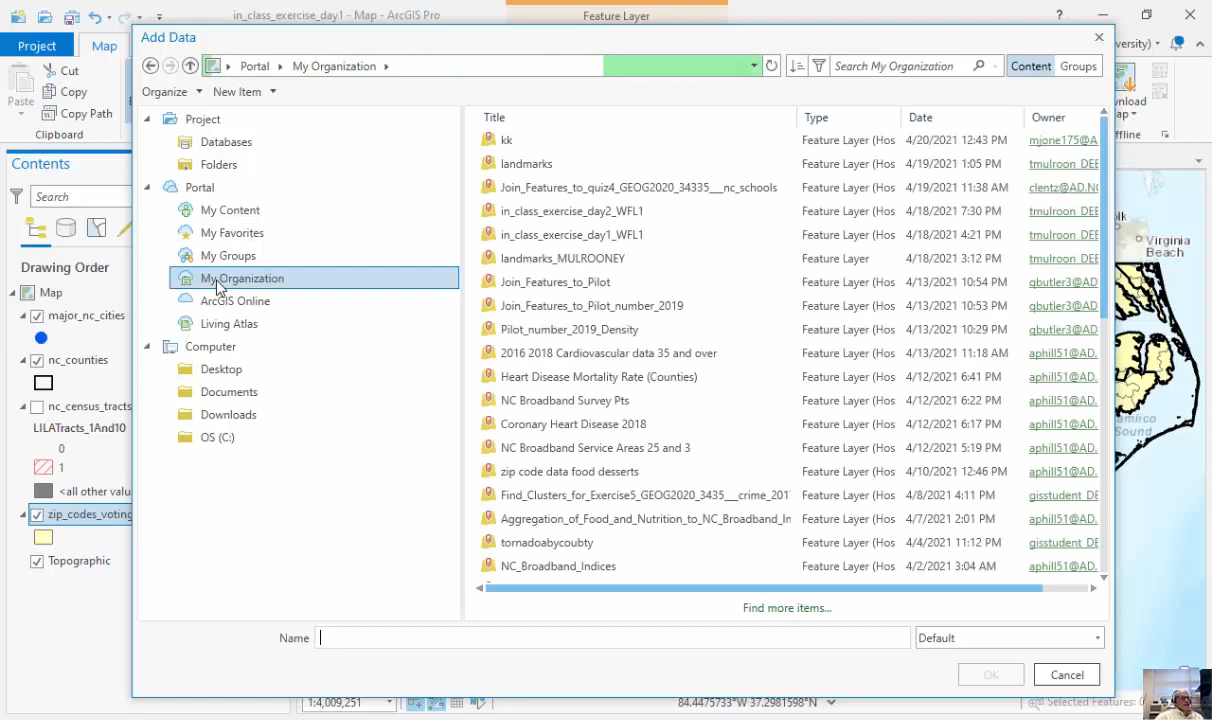 in_class_exercise_day1 - Map - ArcGIS Pro
Feature Layer
?
Project
Map
Cut
Copy
Copy Path
Paste
Clipboard
Add Data
Portal
My Organization
Search My Organization
Content
Groups
Organize
New Item
Project
Databases
Folders
Portal
My Content
My Favorites
My Groups
My Organization
ArcGIS Online
Living Atlas
Computer
Desktop
Documents
Downloads
OS (C:)
Title Type Date Owner
kk Feature Layer (Hos 4/20/2021 12:43 PM mjone175@A
landmarks Feature Layer (Hos 4/19/2021 1:05 PM tmulroon_DEE
Join_Features_to_quiz4_GEOG2020_34335___nc_schools Feature Layer (Hos 4/19/2021 11:38 AM clentz@AD.NC
in_class_exercise_day2_WFL1 Feature Layer (Hos 4/18/2021 7:30 PM tmulroon_DEE
in_class_exercise_day1_WFL1 Feature Layer (Hos 4/18/2021 4:21 PM tmulroon_DEE
landmarks_MULROONEY Feature Layer 4/18/2021 3:12 PM tmulroon_DEE
Join_Features_to_Pilot Feature Layer (Hos 4/13/2021 10:54 PM qbutler3@AD
Join_Features_to_Pilot_number_2019 Feature Layer (Hos 4/13/2021 10:53 PM qbutler3@AD
Pilot_number_2019_Density Feature Layer (Hos 4/13/2021 10:29 PM qbutler3@AD
2016 2018 Cardiovascular data 35 and over Feature Layer (Hos 4/13/2021 11:18 AM aphill51@AD.
Heart Disease Mortality Rate (Counties) Feature Layer (Hos 4/12/2021 6:41 PM aphill51@AD.
NC Broadband Survey Pts Feature Layer (Hos 4/12/2021 6:22 PM aphill51@AD.
Coronary Heart Disease 2018 Feature Layer (Hos 4/12/2021 6:17 PM aphill51@AD.
NC Broadband Service Areas 25 and 3 Feature Layer (Hos 4/12/2021 5:19 PM aphill51@AD.
zip code data food desserts Feature Layer (Hos 4/10/2021 12:46 PM aphill51@AD.
Find_Clusters_for_Exercise5_GEOG2020_3435___crime_201 Feature Layer (Hos 4/8/2021 4:11 PM gisstudent_DE
Aggregation_of_Food_and_Nutrition_to_NC_Broadband_In Feature Layer (Hos 4/7/2021 2:01 PM aphill51@AD.
tornadoabycoubty Feature Layer (Hos 4/4/2021 11:12 PM gisstudent_DE
NC_Broadband_Indices Feature Layer (Hos 4/2/2021 3:04 AM aphill51@AD.
Find more items...
Name
Default
OK
Cancel
Contents
Search
Drawing Order
Map
major_nc_cities
nc_counties
nc_census_tracts
LILATracts_1And10
0
1
<all other valu
zip_codes_voting
Topographic
versity)
wnload
ap
ffline
lk
Virginia
Beach
mlico
Sound
1:4,009,251
84.4475733°W 37.2981598°N
Selected Features: 0